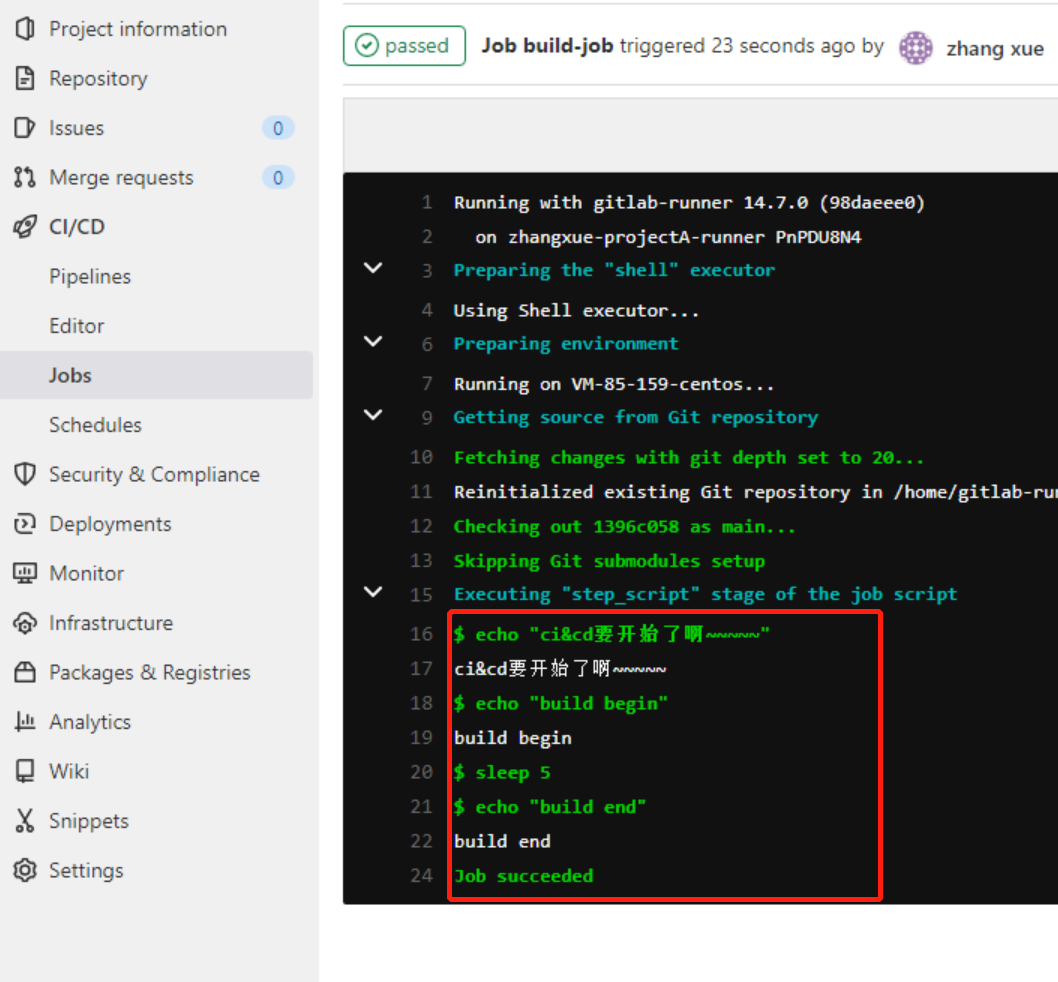 Project information
Repository
Issues 0
Merge requests 0
CI/CD
Pipelines
Editor
Jobs
Schedules
Security & Compliance
Deployments
Monitor
Infrastructure
Packages & Registries
Analytics
Wiki
Snippets
Settings
passed Job build-job triggered 23 seconds ago by zhang xue
1 Running with gitlab-runner 14.7.0 (98daeee0)
2 on zhangxue-projectA-runner PnPDU8N4
3 Preparing the "shell" executor
4 Using Shell executor...
6 Preparing environment
7 Running on VM-85-159-centos...
9 Getting source from Git repository
10 Fetching changes with git depth set to 20...
11 Reinitialized existing Git repository in /home/gitlab-ru
12 Checking out 1396c058 as main...
13 Skipping Git submodules setup
15 Executing "step_script" stage of the job script
16 $ echo "ci&cd要开始了啊~~~~~"
17 ci&cd要开始了啊~~~~~
18 $ echo "build begin"
19 build begin
20 $ sleep 5
21 $ echo "build end"
22 build end
24 Job succeeded